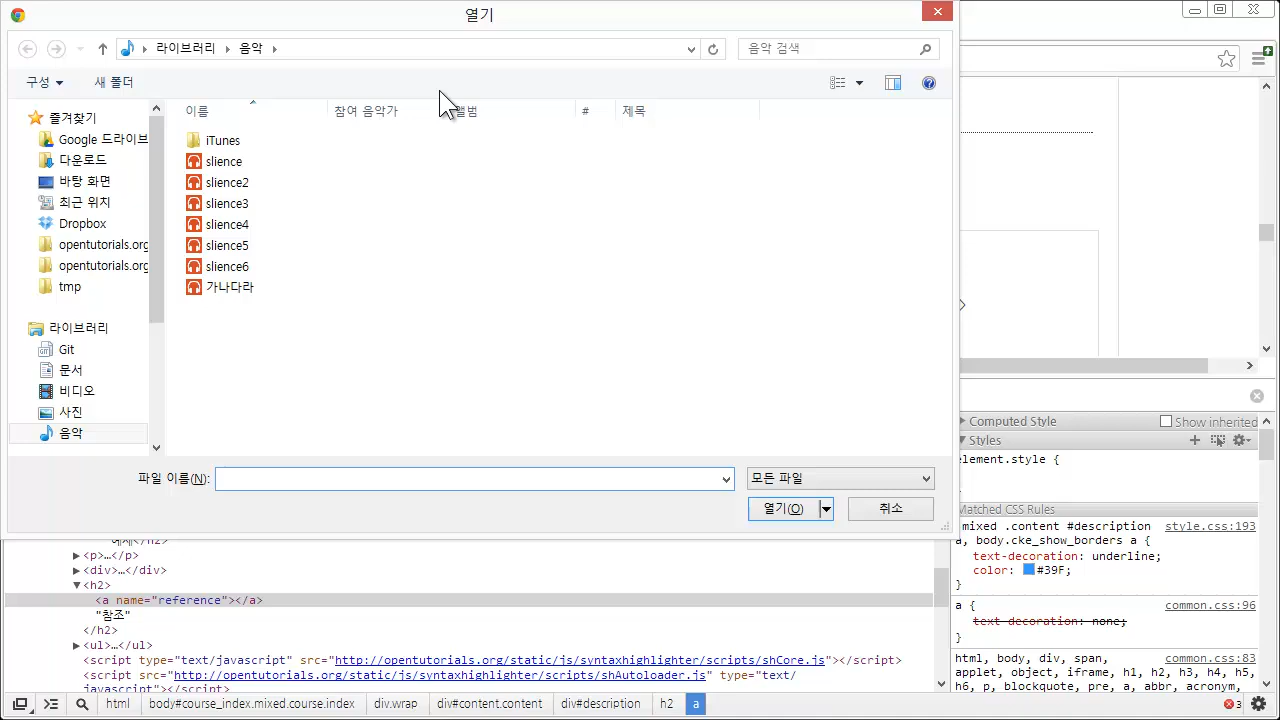 열기
라이브러리 음악
음악 검색
구성 새 폴더
이름 참여 음악가 앨범 # 제목
즐겨찾기
Google 드라이브
다운로드
바탕 화면
최근 위치
Dropbox
opentutorials.org
opentutorials.org
tmp
라이브러리
Git
문서
비디오
사진
음악
iTunes
slience
slience2
slience3
slience4
slience5
slience6
가나다라
파일 이름(N):
모든 파일
열기(O) 취소
Computed Style Show inherited
Styles
element.style {
}
Matched CSS Rules
.mixed .content #description style.css:193
a, body.cke_show_borders a {
text-decoration: underline;
color: #39F;
}
a { common.css:96
text-decoration: none;
}
html, body, div, span, common.css:83
applet, object, iframe, h1, h2, h3, h4, h5,
h6, p, blockquote, pre, a, abbr, acronym,
예제</h2>
<p>…</p>
<div>…</div>
<h2>
<a name="reference"></a>
"참조"
</h2>
<ul>…</ul>
<script type="text/javascript" src="http://opentutorials.org/static/js/syntaxhighlighter/scripts/shCore.js"></script>
<script src="http://opentutorials.org/static/js/syntaxhighlighter/scripts/shAutoloader.js" type="text/
javascript"></script>
html body#course_index.mixed.course.index div.wrap div#content.content div#description h2 a
3